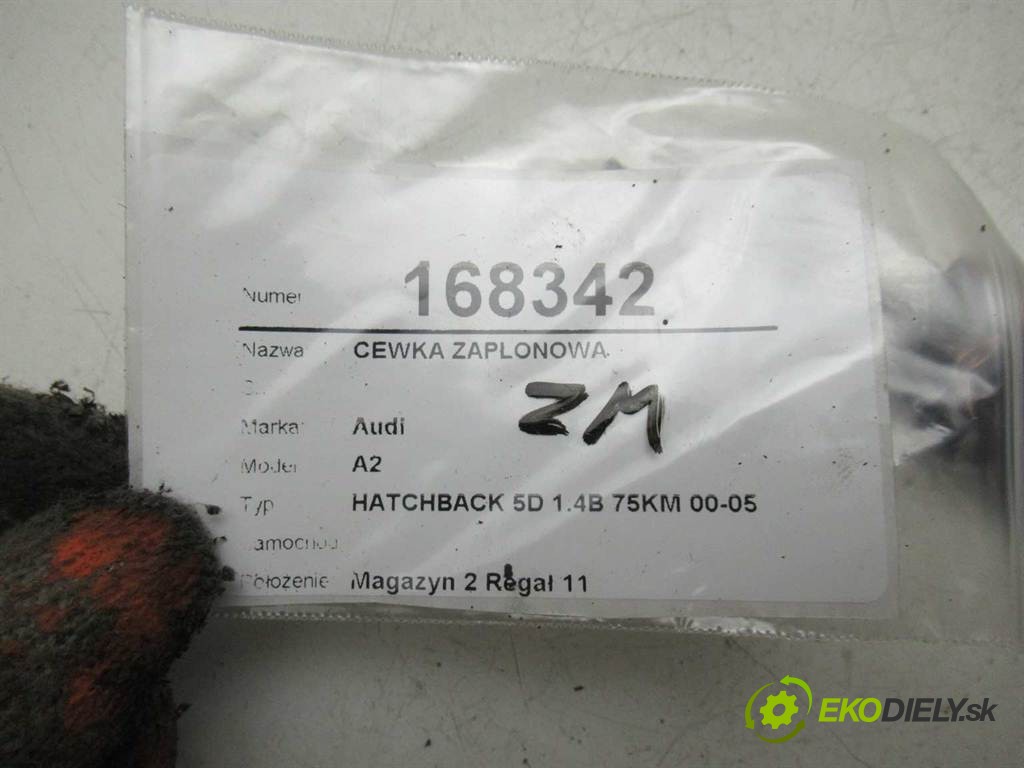 Numer 168342
Nazwa CEWKA ZAPLONOWA
ZM
Marka: Audi
Model A2
Typ HATCHBACK 5D 1.4B 75KM 00-05
Samochod
Położenie Magazyn 2 Regał 11
EKODIELY.sk